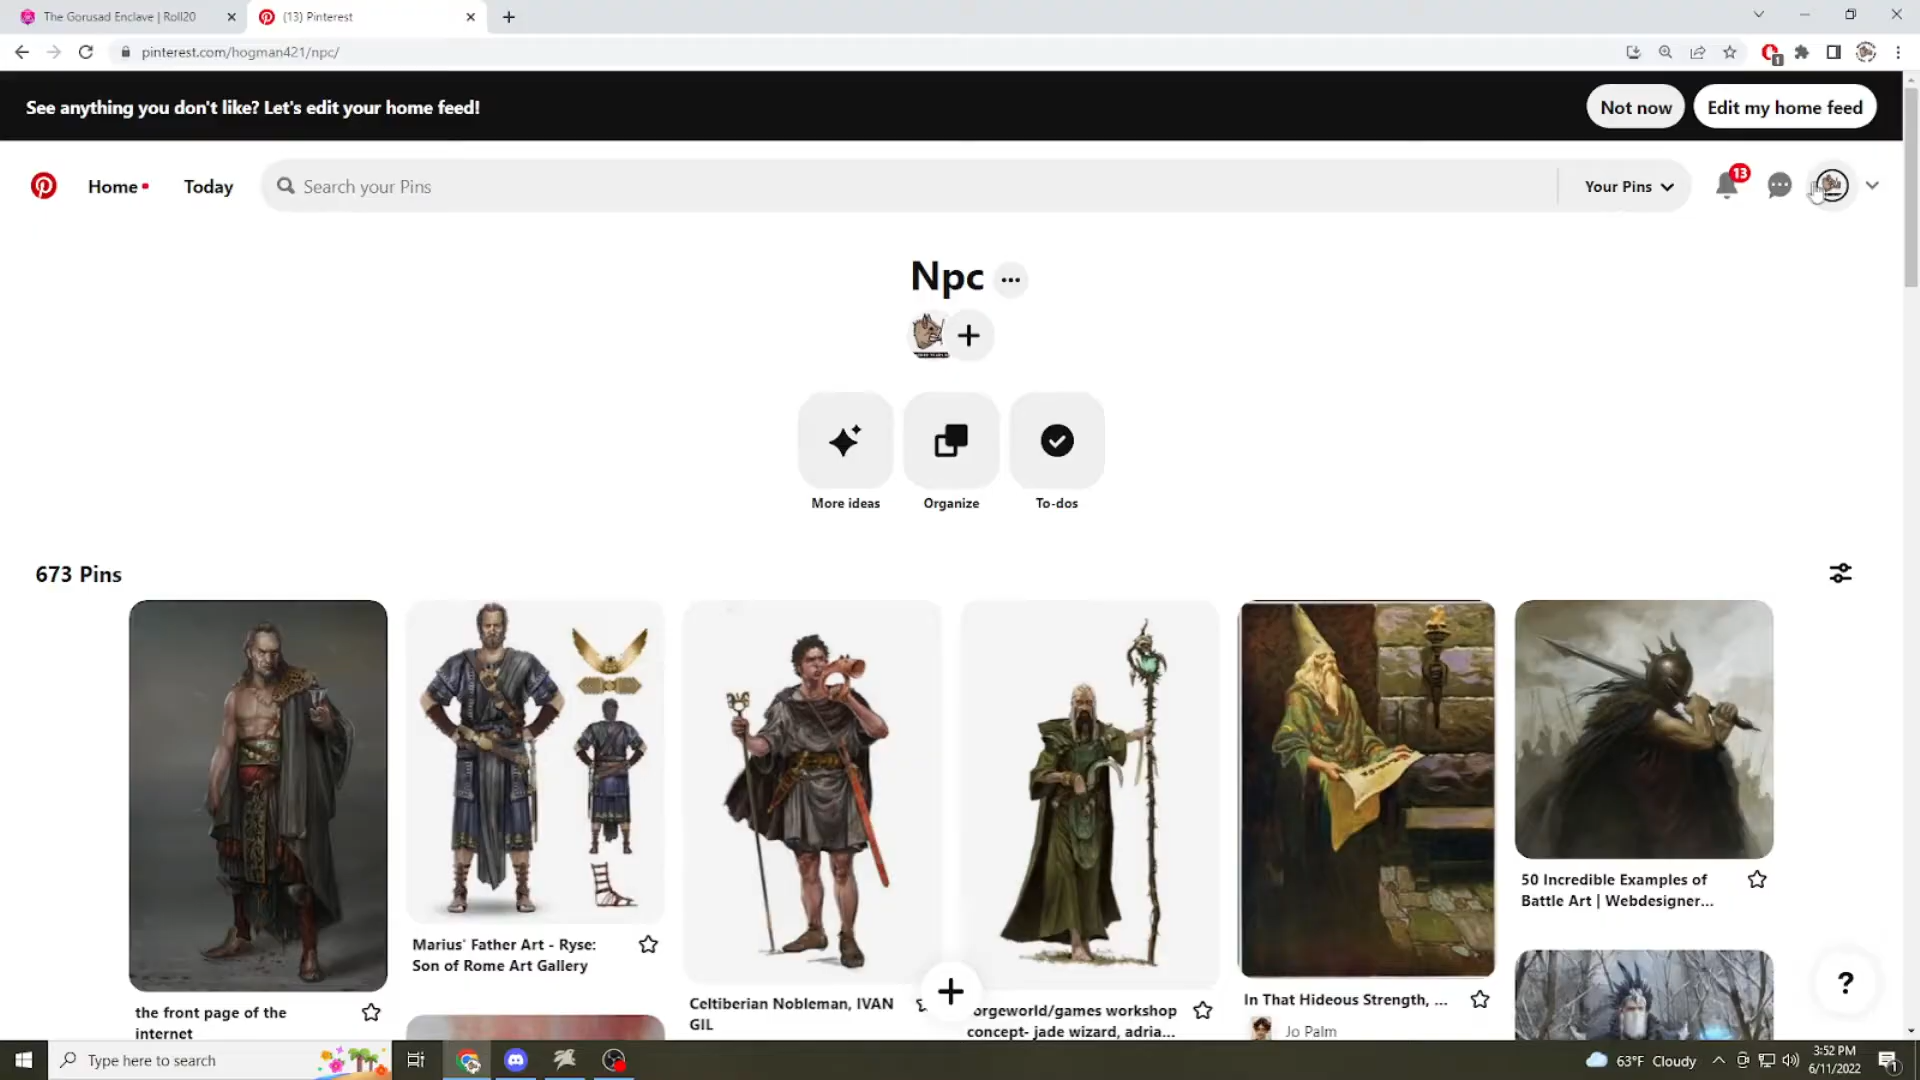 The Gorusad Enclave | Roll20
(13) Pinterest
pinterest.com/hogman421/npc/
1
See anything you don't like? Let's edit your home feed!
Not now
Edit my home feed
Home
Today
Search your Pins
Your Pins
13
Npc
More ideas
Organize
To-dos
673 Pins
the front page of the
internet
Marius' Father Art - Ryse:
Son of Rome Art Gallery
Celtiberian Nobleman, IVAN
GIL
orgeworld/games workshop
concept- jade wizard, adria...
In That Hideous Strength, ...
Jo Palm
50 Incredible Examples of
Battle Art | Webdesigner...
?
Type here to search
63°F Cloudy
3:52 PM
6/11/2022
1